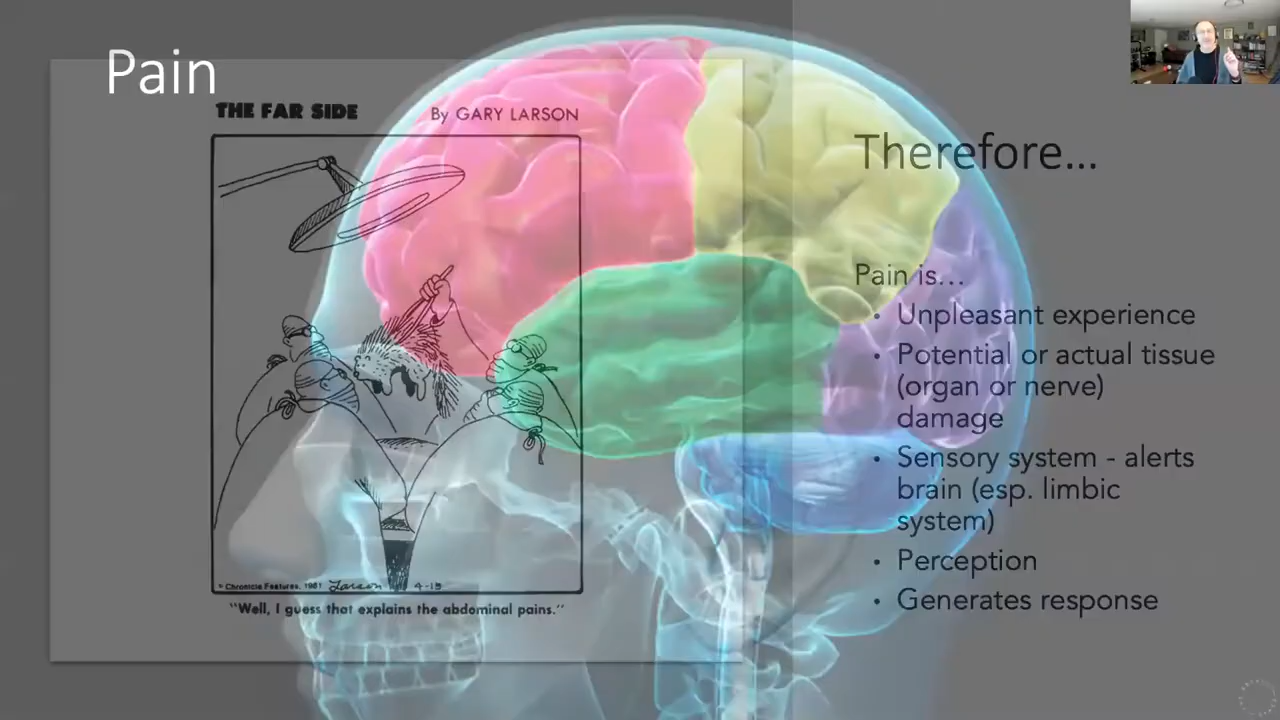 Pain
THE FAR SIDE
By GARY LARSON
© Chronicle Features, 1981
Larson
4-15
"Well, I guess that explains the abdominal pains."
Therefore...
Pain is...
• Unpleasant experience
• Potential or actual tissue
(organ or nerve)
damage
• Sensory system - alerts
brain (esp. limbic
system)
• Perception
• Generates response